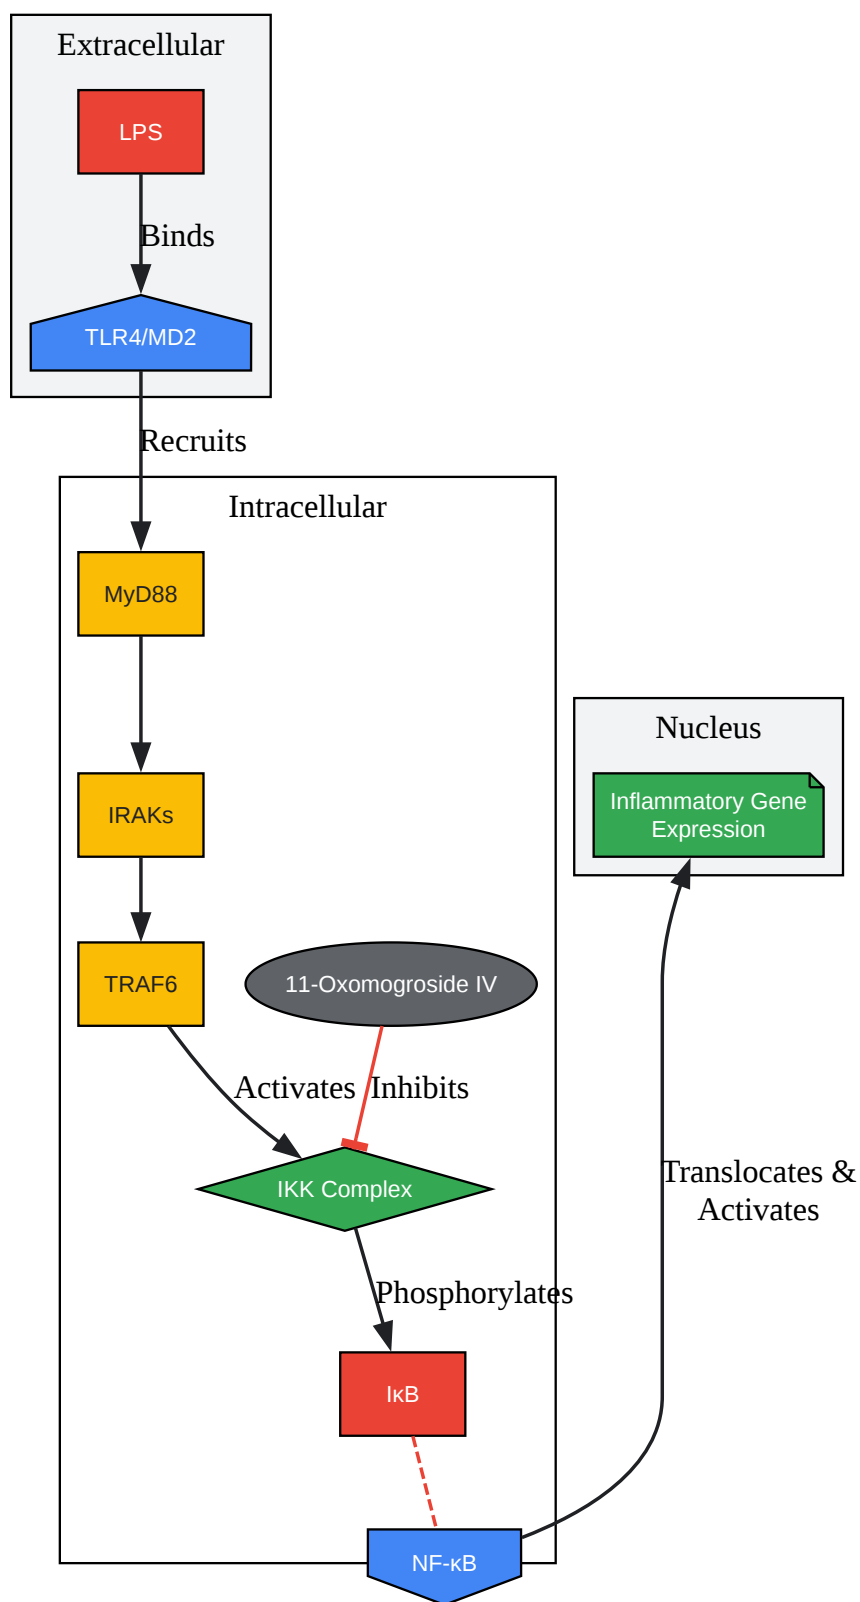 Extracellular
LPS
Binds
TLR4/MD2
Recruits
Intracellular
MyD88
Nucleus
IRAKs
Inflammatory Gene
Expression
TRAF6
11-Oxomogroside IV
Activates
Inhibits
IKK Complex
Translocates &
Activates
Phosphorylates
IκB
NF-κB